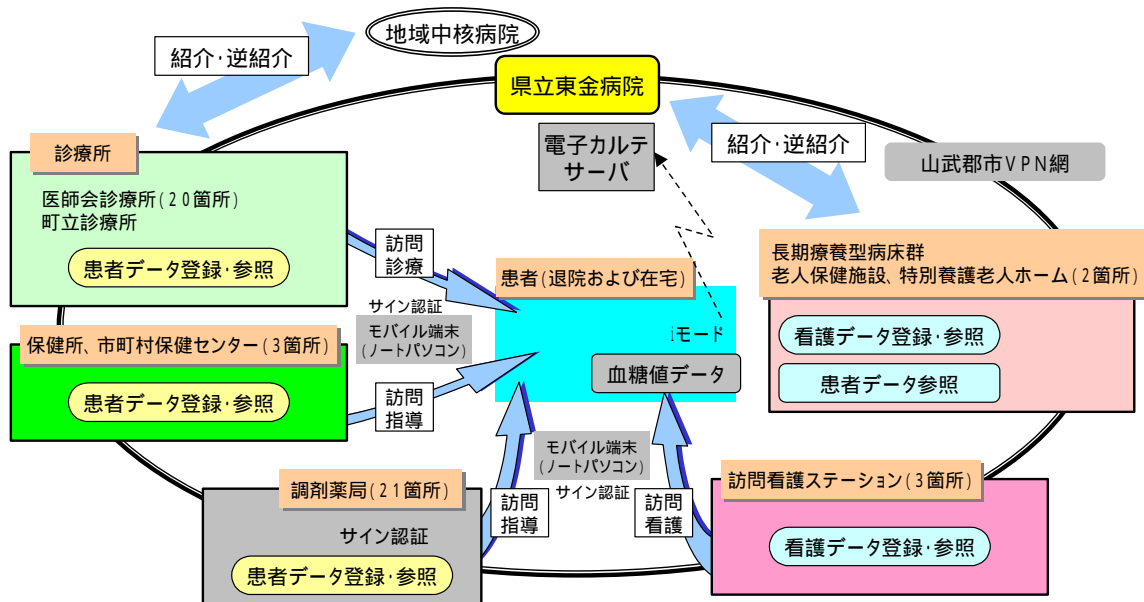 地域中核病院
紹介・逆紹介
県立東金病院
電子カルテ
サーバ
紹介・逆紹介
山武郡市VPN網
診療所
医師会診療所(20箇所)
町立診療所
患者データ登録・参照
訪問
診療
患者(退院および在宅)
長期療養型病床群
老人保健施設、特別養護老人ホーム(2箇所)
看護データ登録・参照
患者データ参照
サイン認証
モバイル端末
(ノートパソコン)
iモード
血糖値データ
保健所、市町村保健センター(3箇所)
患者データ登録・参照
訪問
指導
モバイル端末
(ノートパソコン)
サイン認証
調剤薬局(21箇所)
サイン認証
患者データ登録・参照
訪問
指導
訪問
看護
訪問看護ステーション(3箇所)
看護データ登録・参照